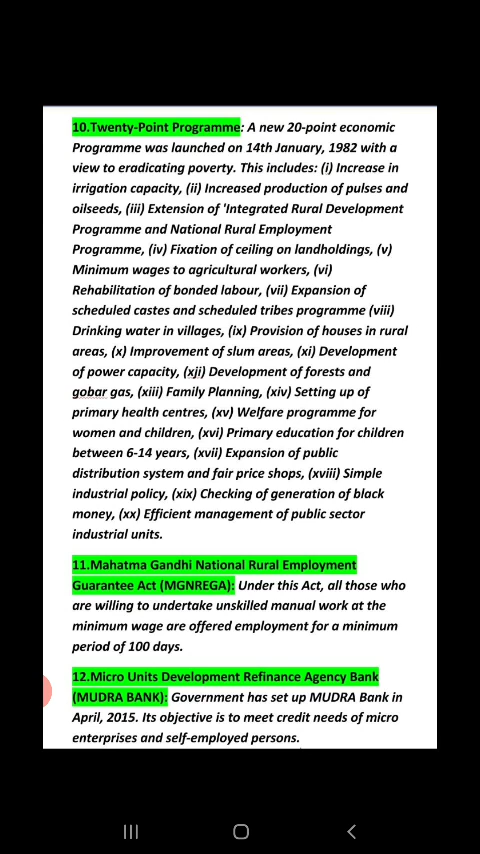 10.Twenty-Point Programme: A new 20-point economic
Programme was launched on 14th January, 1982 with a
view to eradicating poverty. This includes: (i) Increase in
irrigation capacity, (ii) Increased production of pulses and
oilseeds, (iii) Extension of 'Integrated Rural Development
Programme and National Rural Employment
Programme, (iv) Fixation of ceiling on landholdings, (v)
Minimum wages to agricultural workers, (vi)
Rehabilitation of bonded labour, (vii) Expansion of
scheduled castes and scheduled tribes programme (viii)
Drinking water in villages, (ix) Provision of houses in rural
areas, (x) Improvement of slum areas, (xi) Development
of power capacity, (xji) Development of forests and
gobar gas, (xiii) Family Planning, (xiv) Setting up of
primary health centres, (xv) Welfare programme for
women and children, (xvi) Primary education for children
between 6-14 years, (xvii) Expansion of public
distribution system and fair price shops, (xviii) Simple
industrial policy, (xix) Checking of generation of black
money, (xx) Efficient management of public sector
industrial units.
11.Mahatma Gandhi National Rural Employment
Guarantee Act (MGNREGA): Under this Act, all those who
are willing to undertake unskilled manual work at the
minimum wage are offered employment for a minimum
period of 100 days.
12.Micro Units Development Refinance Agency Bank
(MUDRA BANK): Government has set up MUDRA Bank in
April, 2015. Its objective is to meet credit needs of micro
enterprises and self-employed persons.